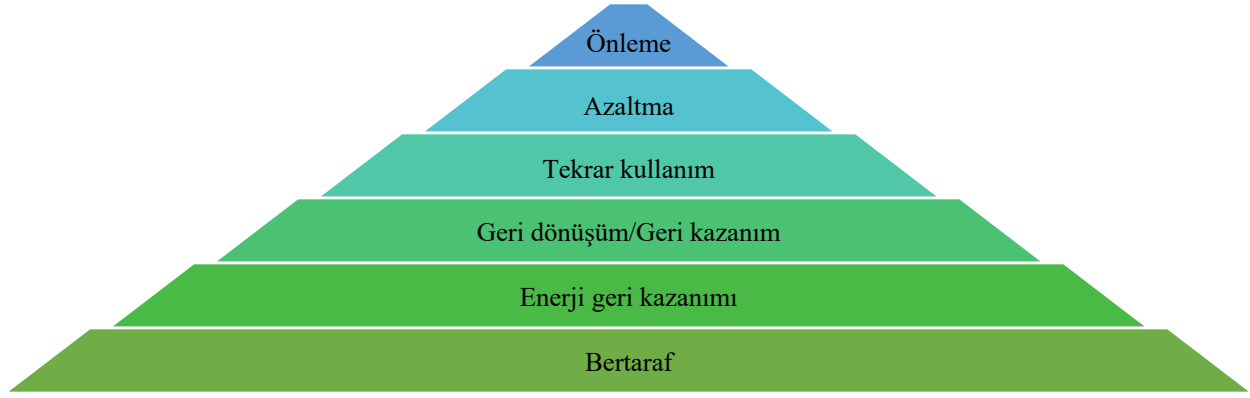 Önleme
Azaltma
Tekrar kullanım
Geri dönüşüm/Geri kazanım
Enerji geri kazanımı
Bertaraf